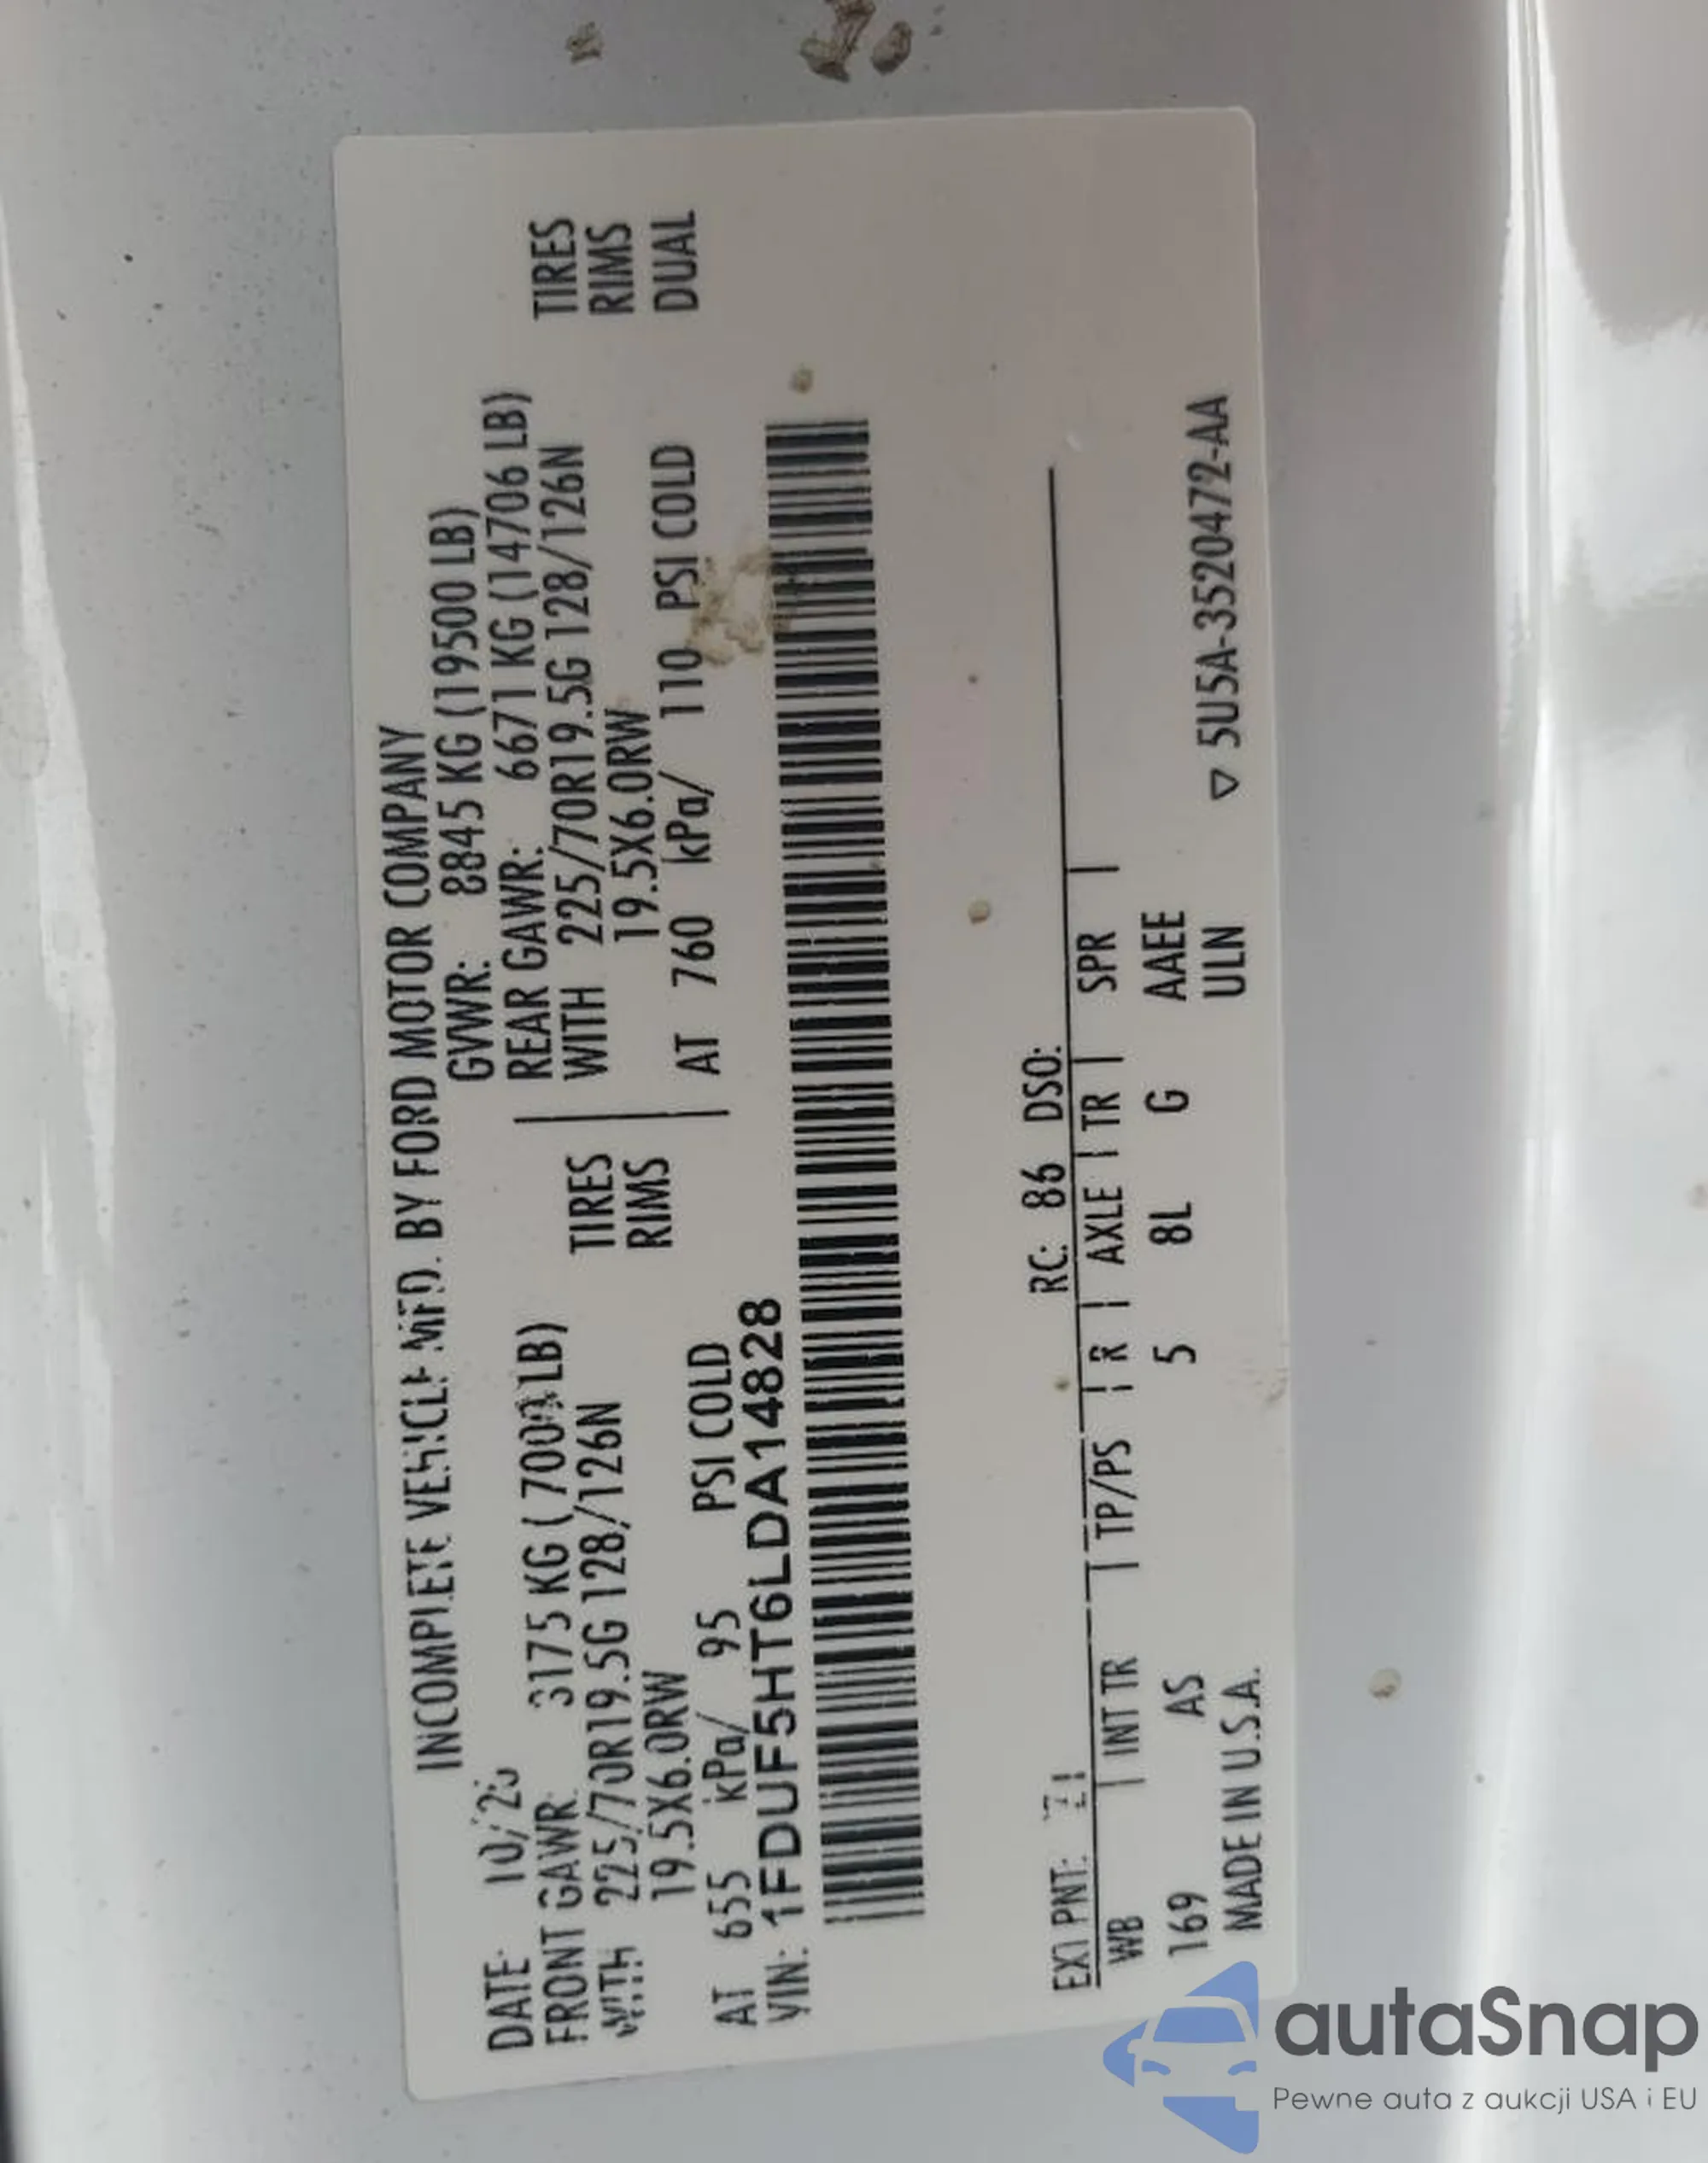 INCOMPLETE VEHICLE MFD. BY FORD MOTOR COMPANY
DATE: 10/2
GVWR: 8845 KG (19500 LB)
FRONT GAWR: 3175 KG ( 7000 LB)
REAR GAWR: 6671 KG (14706 LB)
WITH 225/70R19.5G 128/126N TIRES
WITH 225/70R19.5G 128/126N TIRES
19.5X6.0RW RIMS
19.5X6.0RW RIMS
AT 655 kPa/ 95 PSI COLD
AT 760 kPa/ 110 PSI COLD DUAL
VIN: 1FDUF5HT6LDA14828
EXT PNT: Z1 RC: 86 DSO:
WB | INT TR | TP/PS | R | AXLE | TR | SPR |
169 AS 5 8L G AAEE
MADE IN U.S.A. ULN
▽ 5U5A-3520472-AA
autaSnap
Pewne auta z aukcji USA i EU